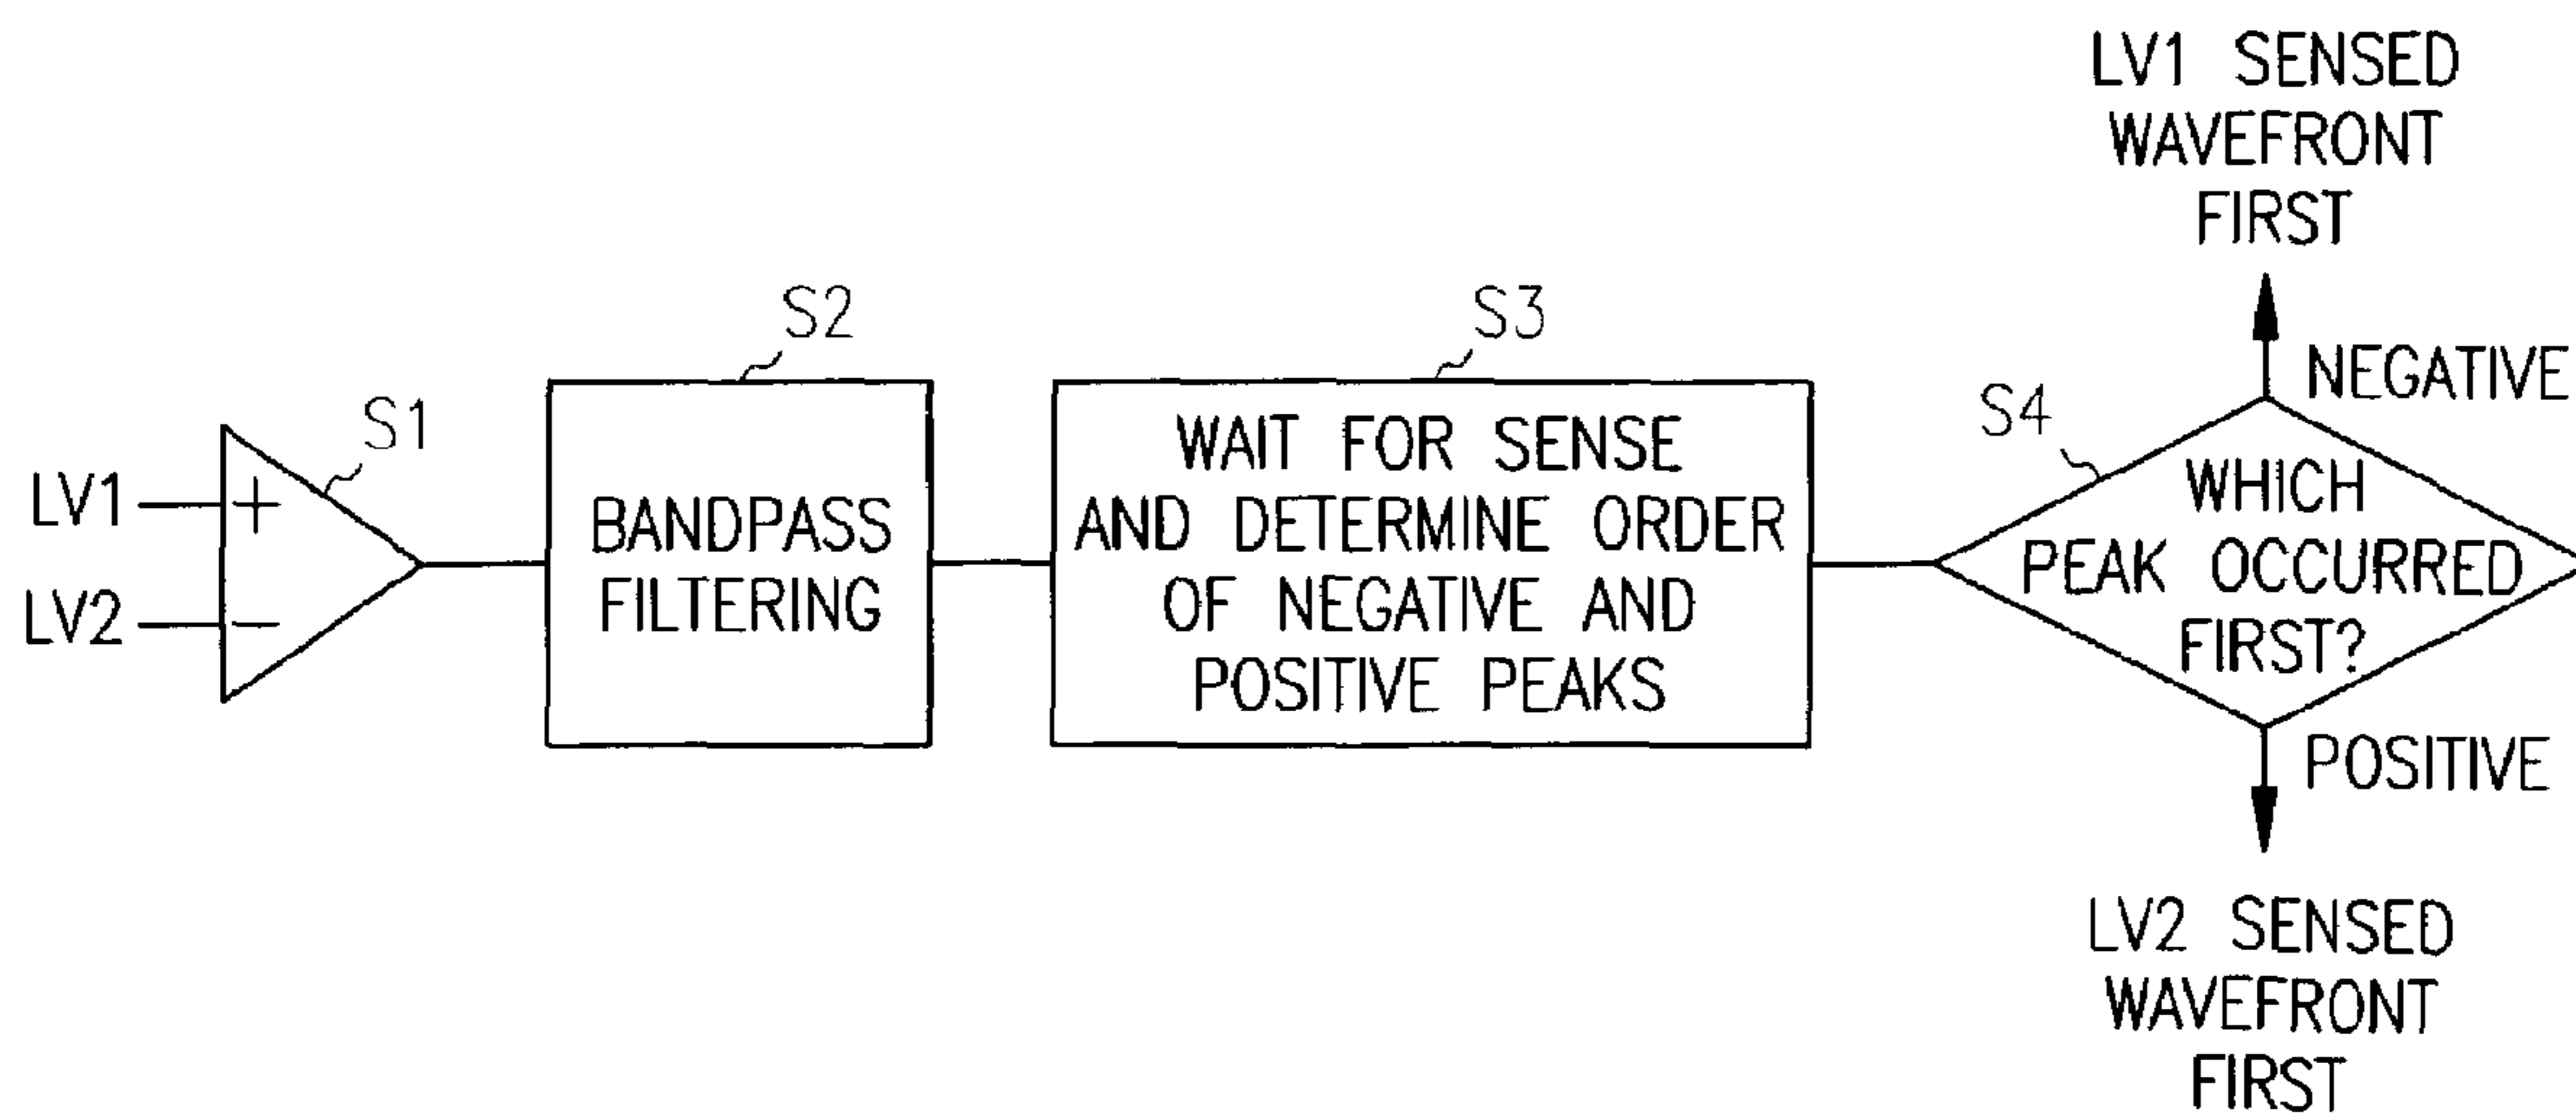 LV1
LV2
+
−
S1
S2
BANDPASS
FILTERING
S3
WAIT FOR SENSE
AND DETERMINE ORDER
OF NEGATIVE AND
POSITIVE PEAKS
S4
WHICH
PEAK OCCURRED
FIRST?
NEGATIVE
LV1 SENSED
WAVEFRONT
FIRST
POSITIVE
LV2 SENSED
WAVEFRONT
FIRST